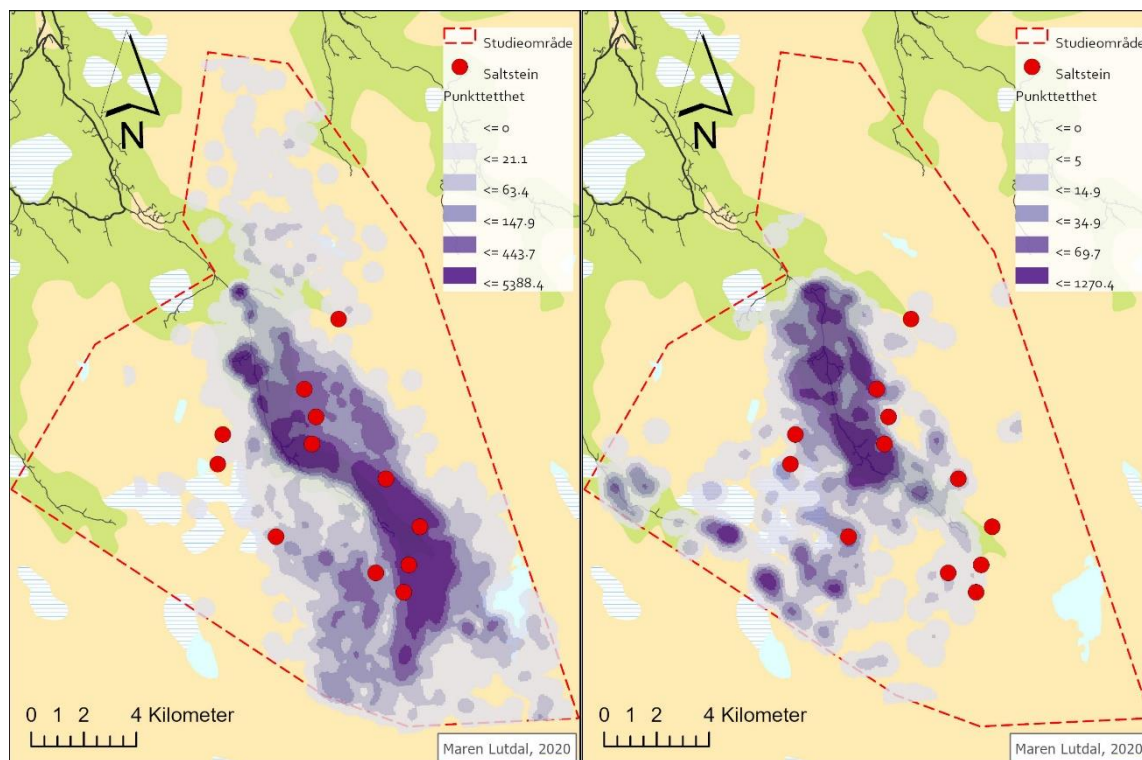 Studieområde
Saltstein
Punkttetthet
<= 0
<= 21.1
<= 63.4
<= 147.9
<= 443.7
<= 5388.4
N
0 1 2 4 Kilometer
Maren Lutdal, 2020
Studieområde
Saltstein
Punkttetthet
<= 0
<= 5
<= 14.9
<= 34.9
<= 69.7
<= 1270.4
N
0 1 2 4 Kilometer
Maren Lutdal, 2020